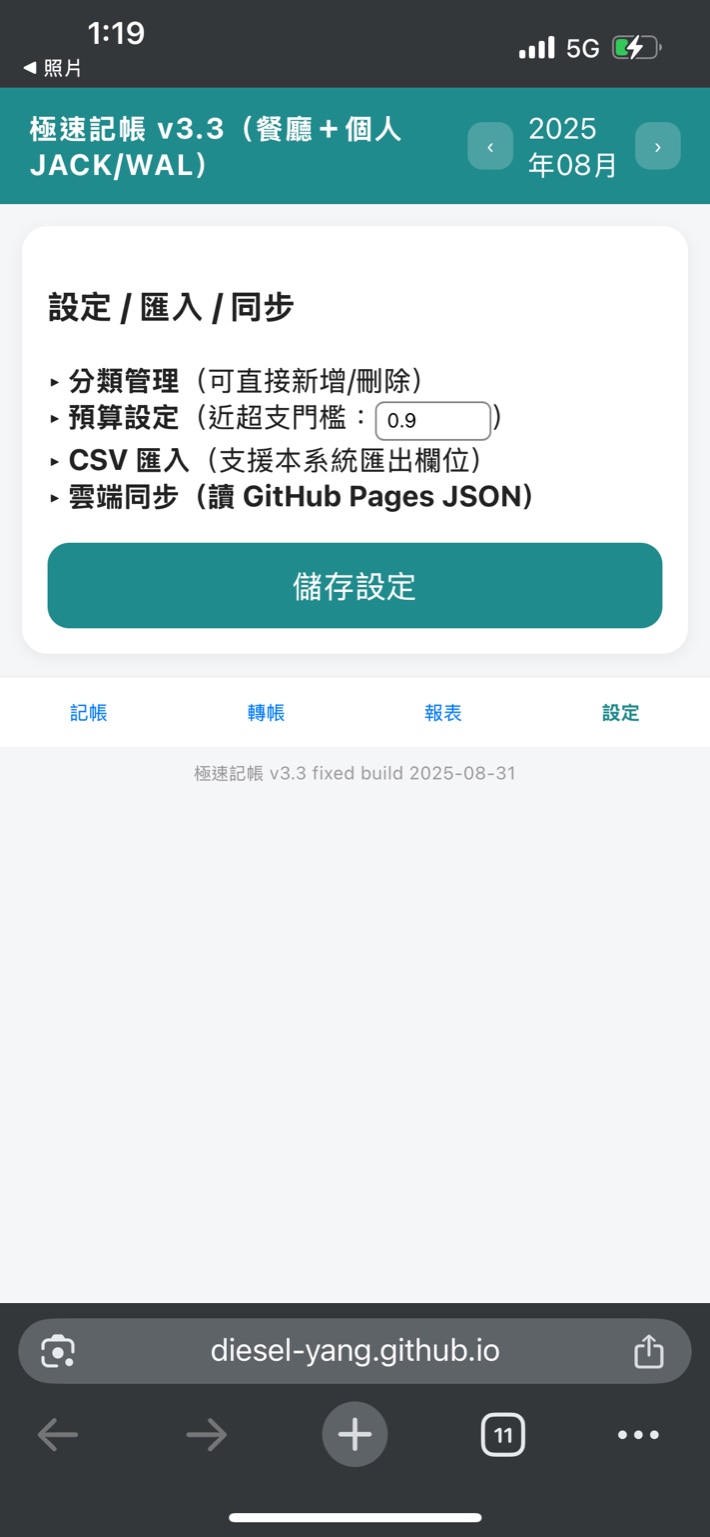 1:19
5G
◀ 照片
極速記帳 v3.3（餐廳＋個人
JACK/WAL）
‹
2025
年08月
›
設定 / 匯入 / 同步
▸ 分類管理（可直接新增/刪除）
▸ 預算設定（近超支門檻：0.9）
▸ CSV 匯入（支援本系統匯出欄位）
▸ 雲端同步（讀 GitHub Pages JSON）
儲存設定
記帳 轉帳 報表 設定
極速記帳 v3.3 fixed build 2025-08-31
diesel-yang.github.io
11